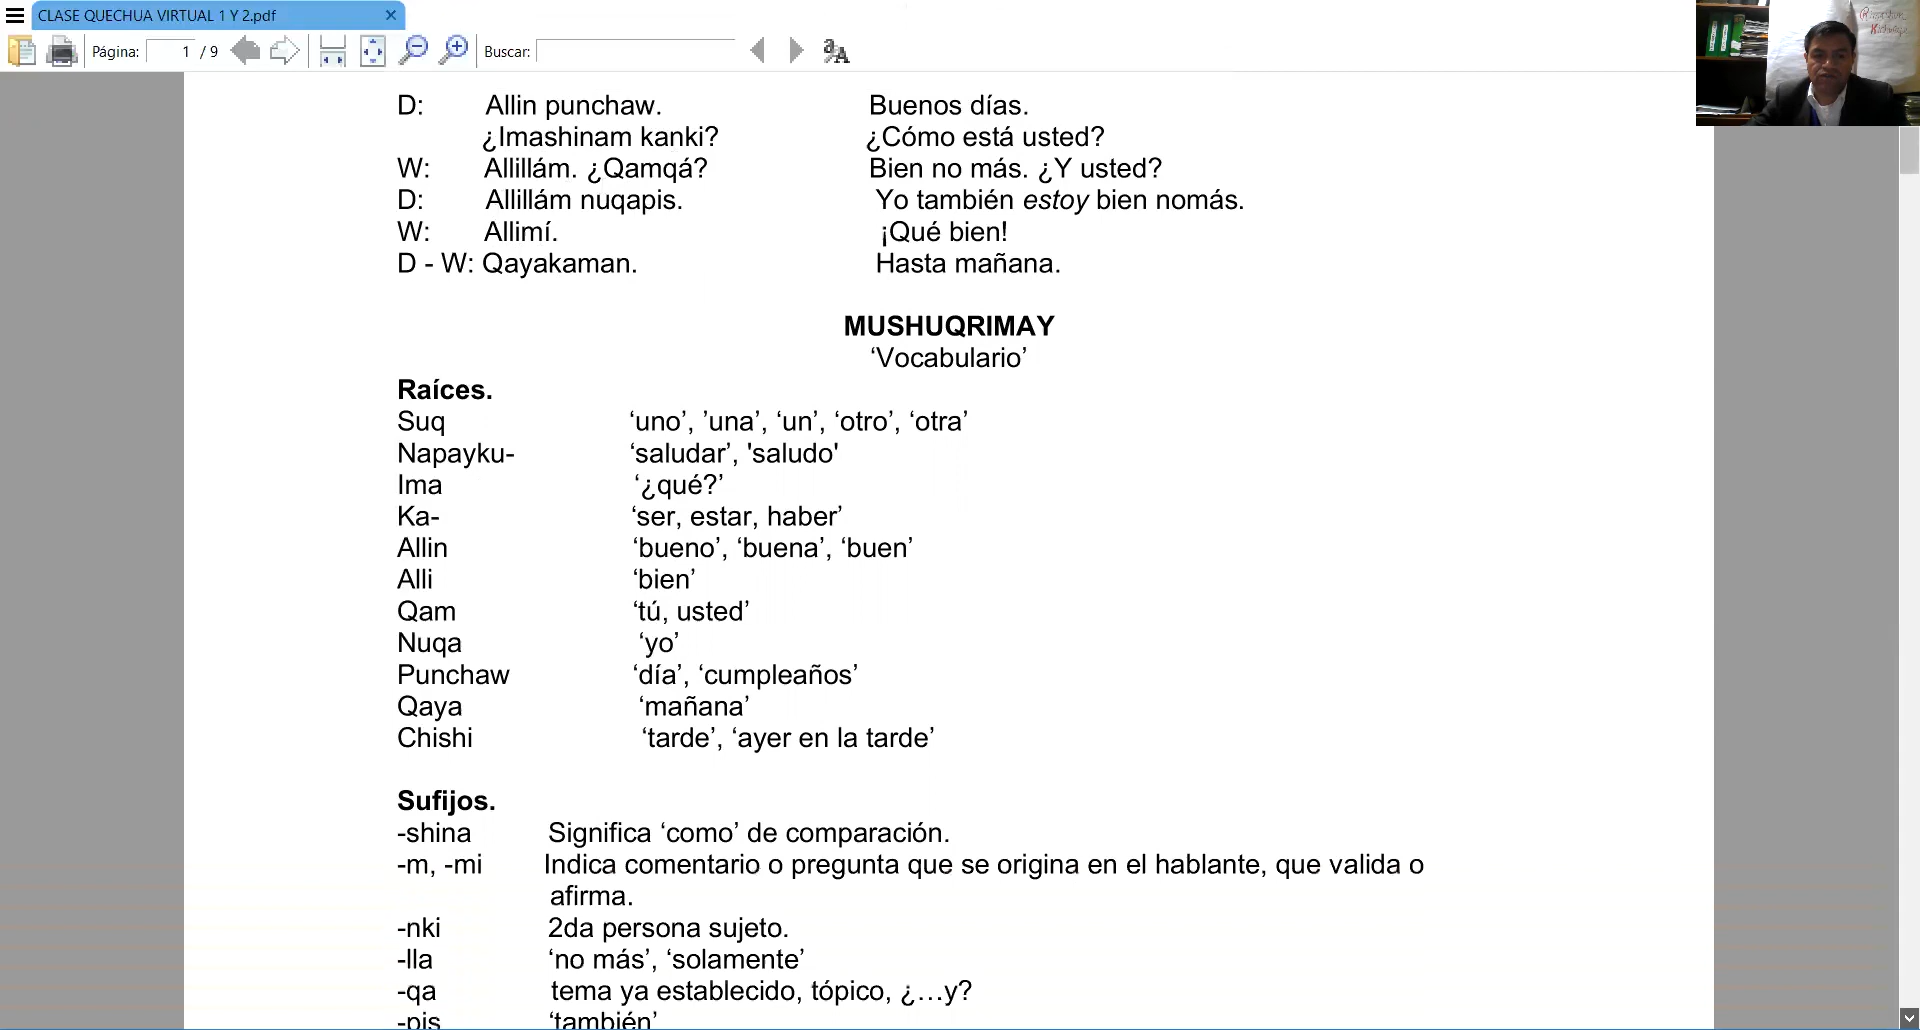 CLASE QUECHUA VIRTUAL 1 Y 2.pdf
Página: 1 / 9 Buscar:
D: Allin punchaw. Buenos días.
¿Imashinam kanki? ¿Cómo está usted?
W: Allillám. ¿Qamqá? Bien no más. ¿Y usted?
D: Allillám nuqapis. Yo también estoy bien nomás.
W: Allimí. ¡Qué bien!
D - W: Qayakaman. Hasta mañana.
MUSHUQRIMAY
‘Vocabulario’
Raíces.
Suq ‘uno’, ’una’, ‘un’, ‘otro’, ‘otra’
Napayku- ‘saludar’, 'saludo'
Ima ‘¿qué?’
Ka- ‘ser, estar, haber’
Allin ‘bueno’, ‘buena’, ‘buen’
Alli ‘bien’
Qam ‘tú, usted’
Nuqa ‘yo’
Punchaw ‘día’, ‘cumpleaños’
Qaya ‘mañana’
Chishi ‘tarde’, ‘ayer en la tarde’
Sufijos.
-shina Significa ‘como’ de comparación.
-m, -mi Indica comentario o pregunta que se origina en el hablante, que valida o
afirma.
-nki 2da persona sujeto.
-lla ‘no más’, ‘solamente’
-qa tema ya establecido, tópico, ¿…y?
-pis ‘también’